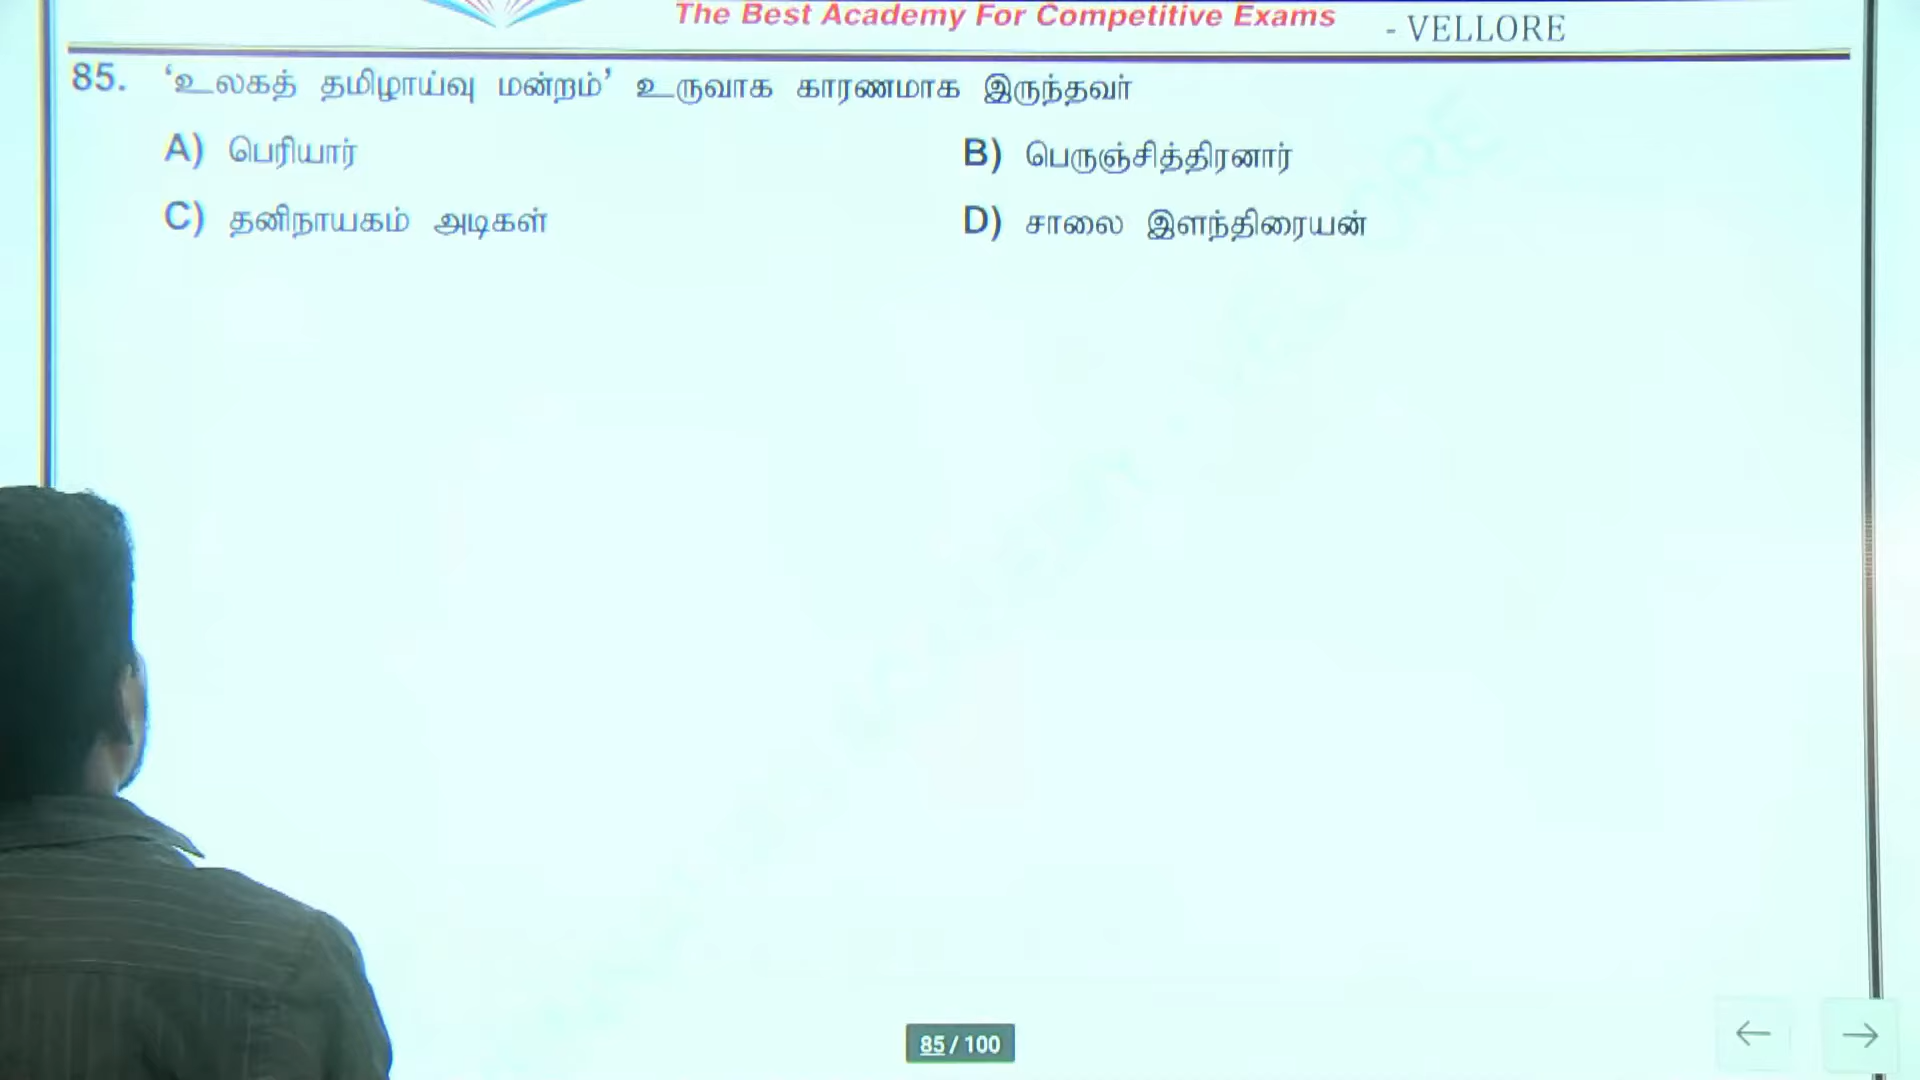 The Best Academy For Competitive Exams
- VELLORE
85. ‘உலகத் தமிழாய்வு மன்றம்’ உருவாக காரணமாக இருந்தவர்
A) பெரியார்
B) பெருஞ்சித்திரனார்
C) தனிநாயகம் அடிகள்
D) சாலை இளந்திரையன்
85 / 100